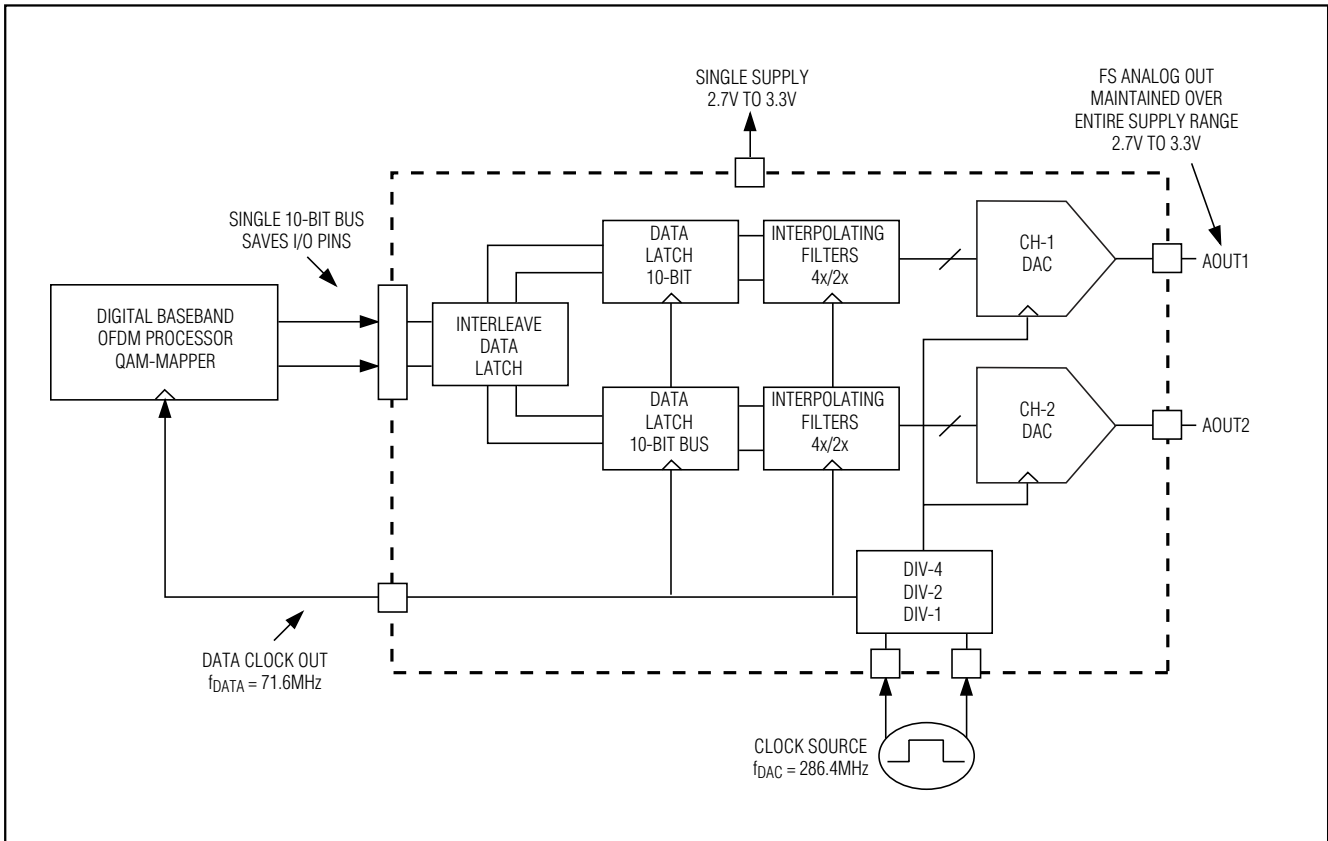 SINGLE SUPPLY
2.7V TO 3.3V
FS ANALOG OUT
MAINTAINED OVER
ENTIRE SUPPLY RANGE
2.7V TO 3.3V
SINGLE 10-BIT BUS
SAVES I/O PINS
DIGITAL BASEBAND
OFDM PROCESSOR
QAM-MAPPER
INTERLEAVE
DATA
LATCH
DATA
LATCH
10-BIT
INTERPOLATING
FILTERS
4x/2x
CH-1
DAC
AOUT1
DATA
LATCH
10-BIT BUS
INTERPOLATING
FILTERS
4x/2x
CH-2
DAC
AOUT2
DIV-4
DIV-2
DIV-1
DATA CLOCK OUT
fDATA = 71.6MHz
CLOCK SOURCE
fDAC = 286.4MHz